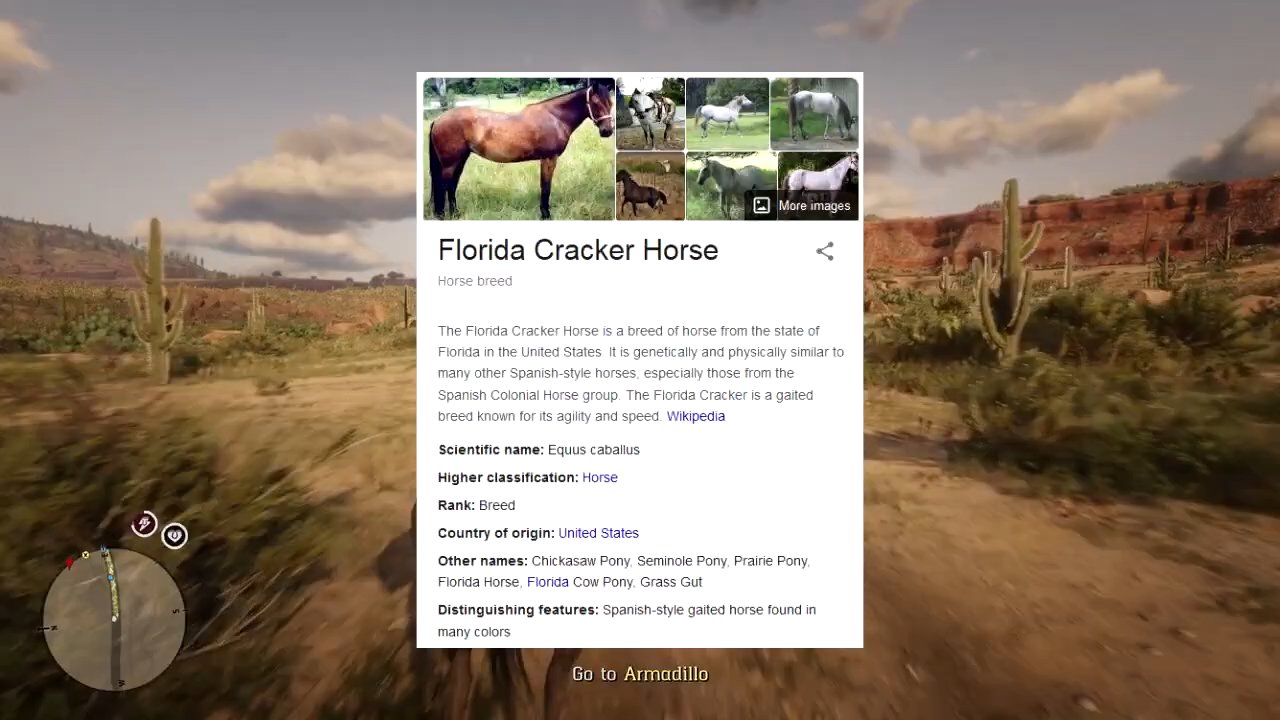 More images
Florida Cracker Horse
Horse breed
The Florida Cracker Horse is a breed of horse from the state of
Florida in the United States. It is genetically and physically similar to
many other Spanish-style horses, especially those from the
Spanish Colonial Horse group. The Florida Cracker is a gaited
breed known for its agility and speed. Wikipedia
Scientific name: Equus caballus
Higher classification: Horse
Rank: Breed
Country of origin: United States
Other names: Chickasaw Pony, Seminole Pony, Prairie Pony,
Florida Horse, Florida Cow Pony, Grass Gut
Distinguishing features: Spanish-style gaited horse found in
many colors
S
N
W
Go to Armadillo